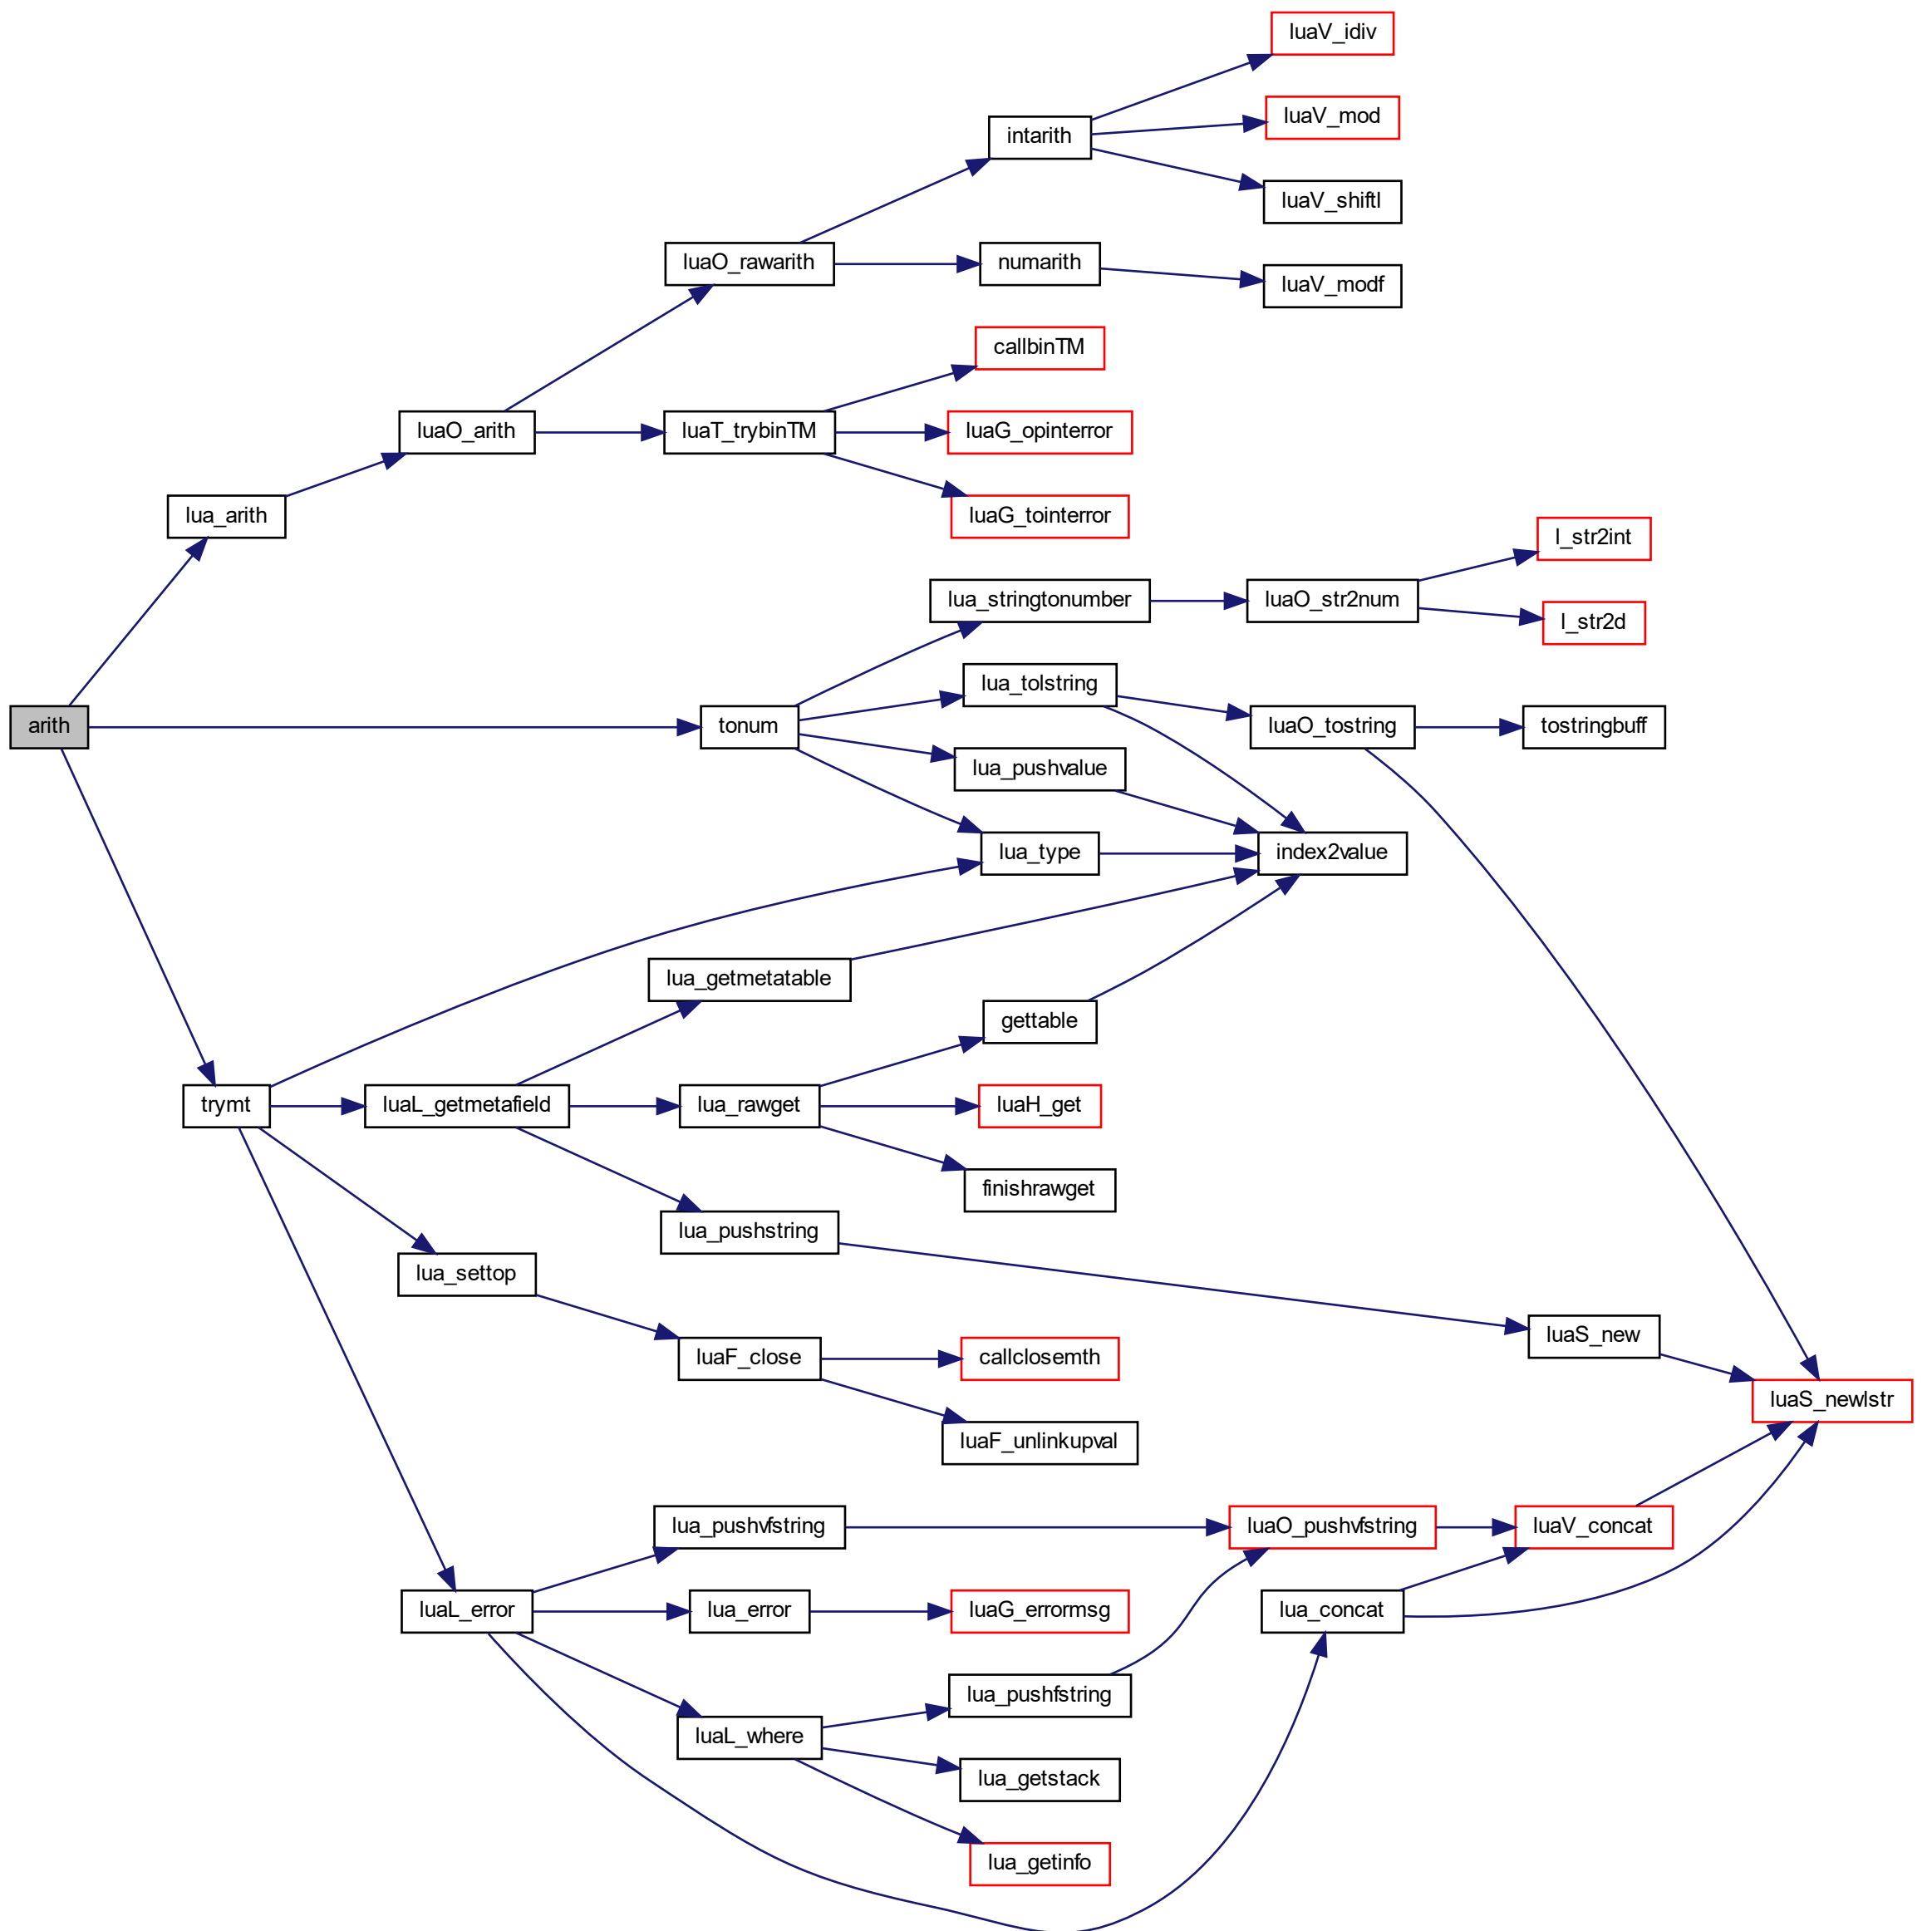 luaV_idiv
luaV_mod
intarith
luaV_shiftl
luaO_rawarith
numarith
luaV_modf
callbinTM
luaO_arith
luaT_trybinTM
luaG_opinterror
lua_arith
luaG_tointerror
l_str2int
lua_stringtonumber
luaO_str2num
l_str2d
lua_tolstring
arith
tonum
luaO_tostring
tostringbuff
lua_pushvalue
lua_type
index2value
lua_getmetatable
gettable
trymt
luaL_getmetafield
lua_rawget
luaH_get
finishrawget
lua_pushstring
lua_settop
luaS_new
luaF_close
callclosemth
luaS_newlstr
luaF_unlinkupval
lua_pushvfstring
luaO_pushvfstring
luaV_concat
luaL_error
lua_error
luaG_errormsg
lua_concat
lua_pushfstring
luaL_where
lua_getstack
lua_getinfo